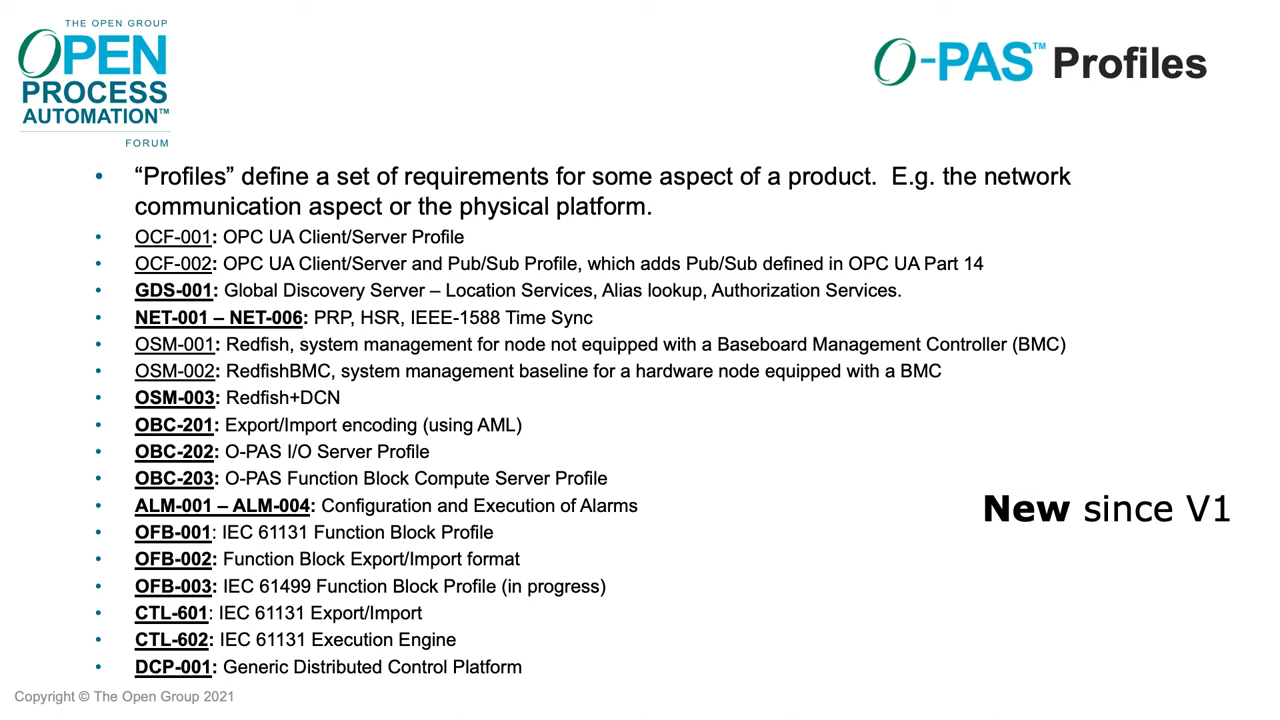 THE OPEN GROUP
OPEN
PROCESS
AUTOMATION™
FORUM
O-PAS™ Profiles
• “Profiles” define a set of requirements for some aspect of a product.  E.g. the network
communication aspect or the physical platform.
• OCF-001: OPC UA Client/Server Profile
• OCF-002: OPC UA Client/Server and Pub/Sub Profile, which adds Pub/Sub defined in OPC UA Part 14
• GDS-001: Global Discovery Server – Location Services, Alias lookup, Authorization Services.
• NET-001 – NET-006: PRP, HSR, IEEE-1588 Time Sync
• OSM-001: Redfish, system management for node not equipped with a Baseboard Management Controller (BMC)
• OSM-002: RedfishBMC, system management baseline for a hardware node equipped with a BMC
• OSM-003: Redfish+DCN
• OBC-201: Export/Import encoding (using AML)
• OBC-202: O-PAS I/O Server Profile
• OBC-203: O-PAS Function Block Compute Server Profile
• ALM-001 – ALM-004: Configuration and Execution of Alarms
• OFB-001: IEC 61131 Function Block Profile
• OFB-002: Function Block Export/Import format
• OFB-003: IEC 61499 Function Block Profile (in progress)
• CTL-601: IEC 61131 Export/Import
• CTL-602: IEC 61131 Execution Engine
• DCP-001: Generic Distributed Control Platform
New since V1
Copyright © The Open Group 2021